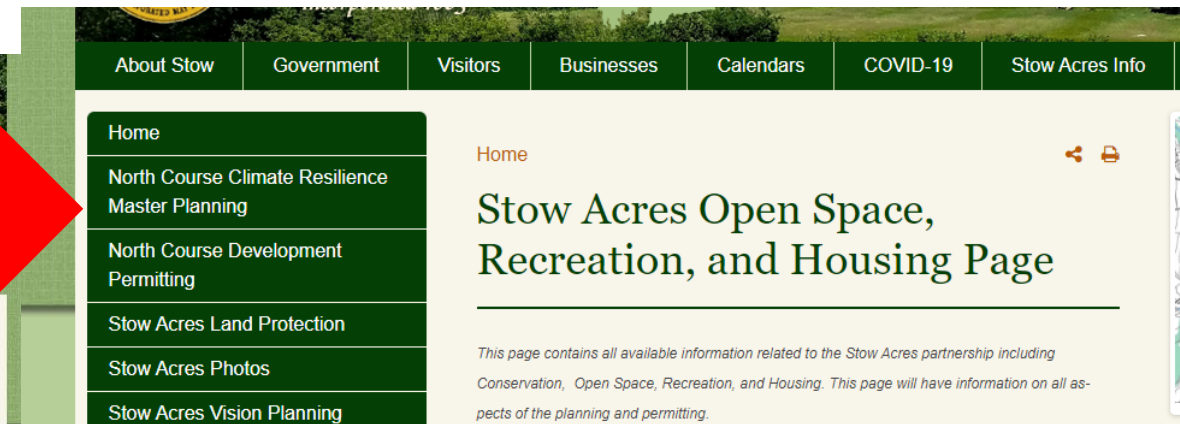 About Stow
Government
Visitors
Businesses
Calendars
COVID-19
Stow Acres Info
Home
North Course Climate Resilience
Master Planning
North Course Development
Permitting
Stow Acres Land Protection
Stow Acres Photos
Stow Acres Vision Planning
Home
Stow Acres Open Space,
Recreation, and Housing Page
This page contains all available information related to the Stow Acres partnership including
Conservation, Open Space, Recreation, and Housing. This page will have information on all as-
pects of the planning and permitting.